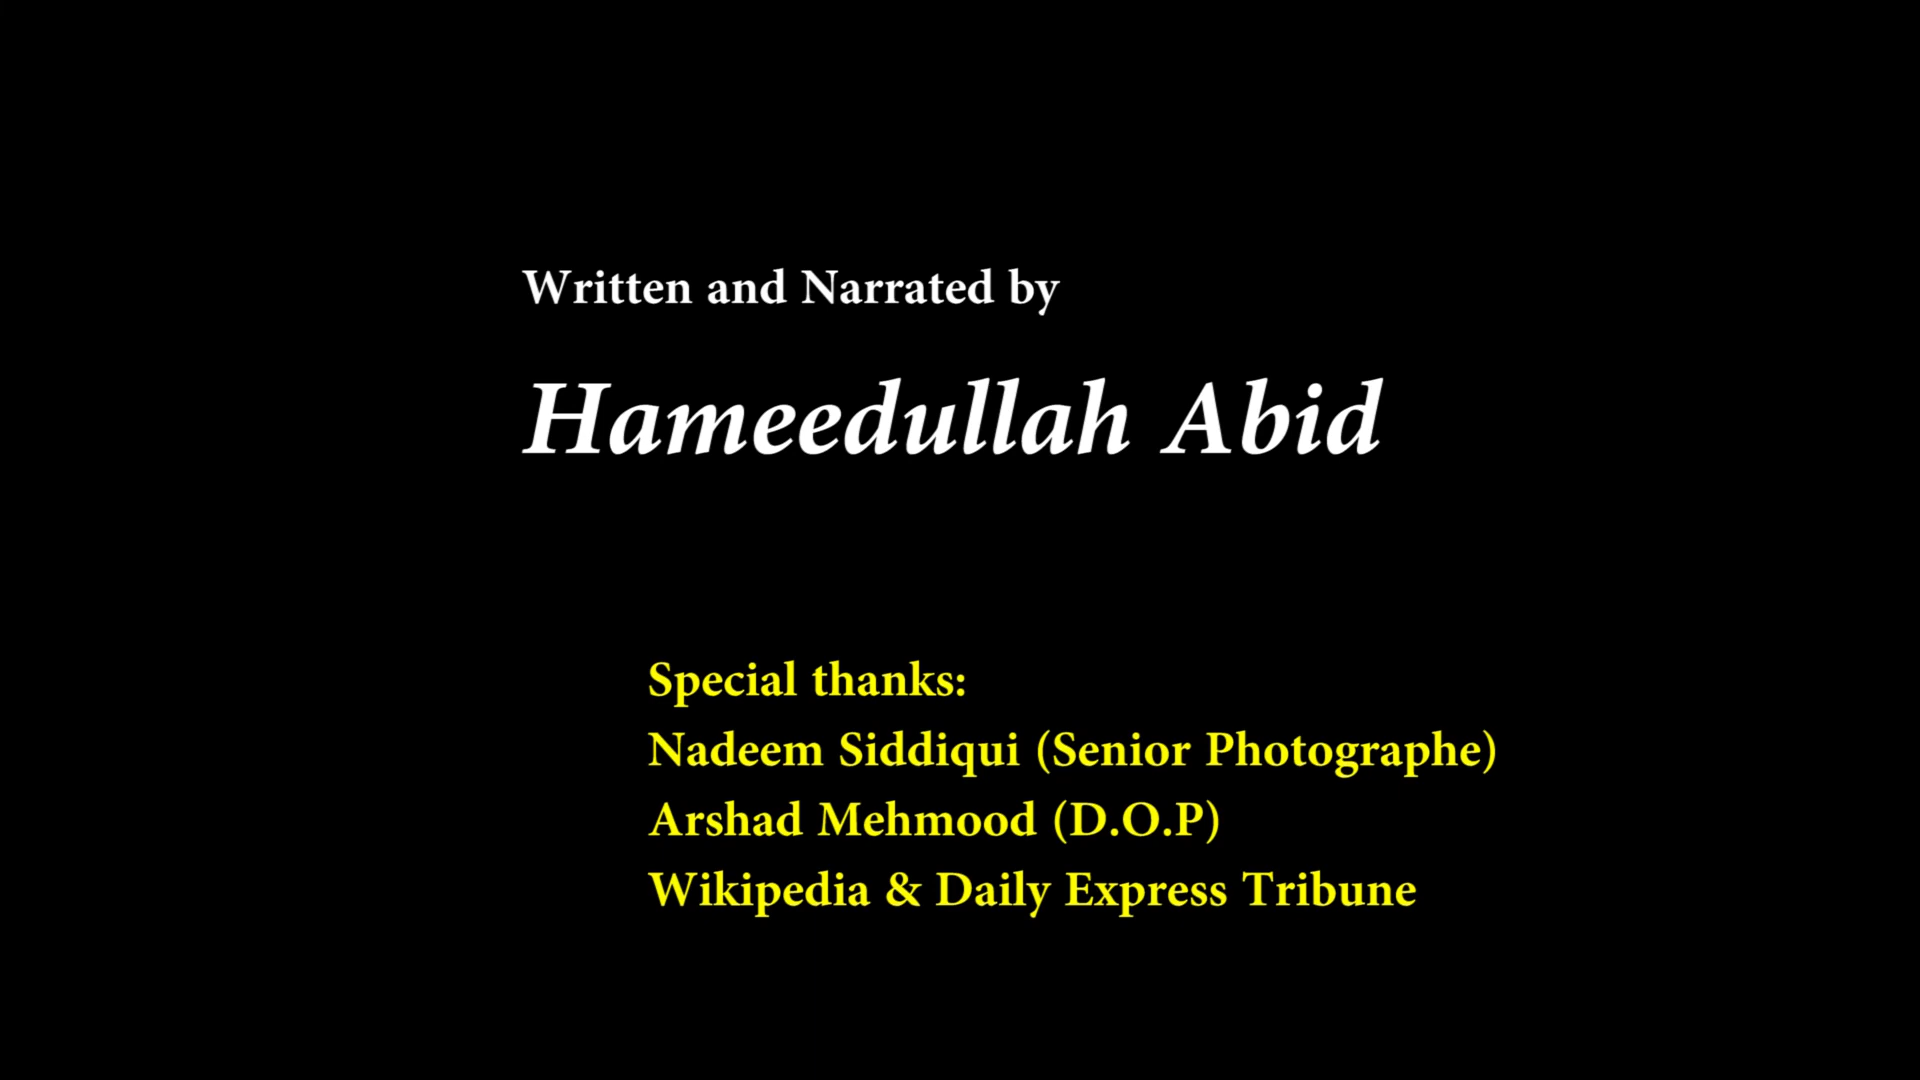 Written and Narrated by
Hameedullah Abid
Special thanks:
Nadeem Siddiqui (Senior Photographe)
Arshad Mehmood (D.O.P)
Wikipedia & Daily Express Tribune